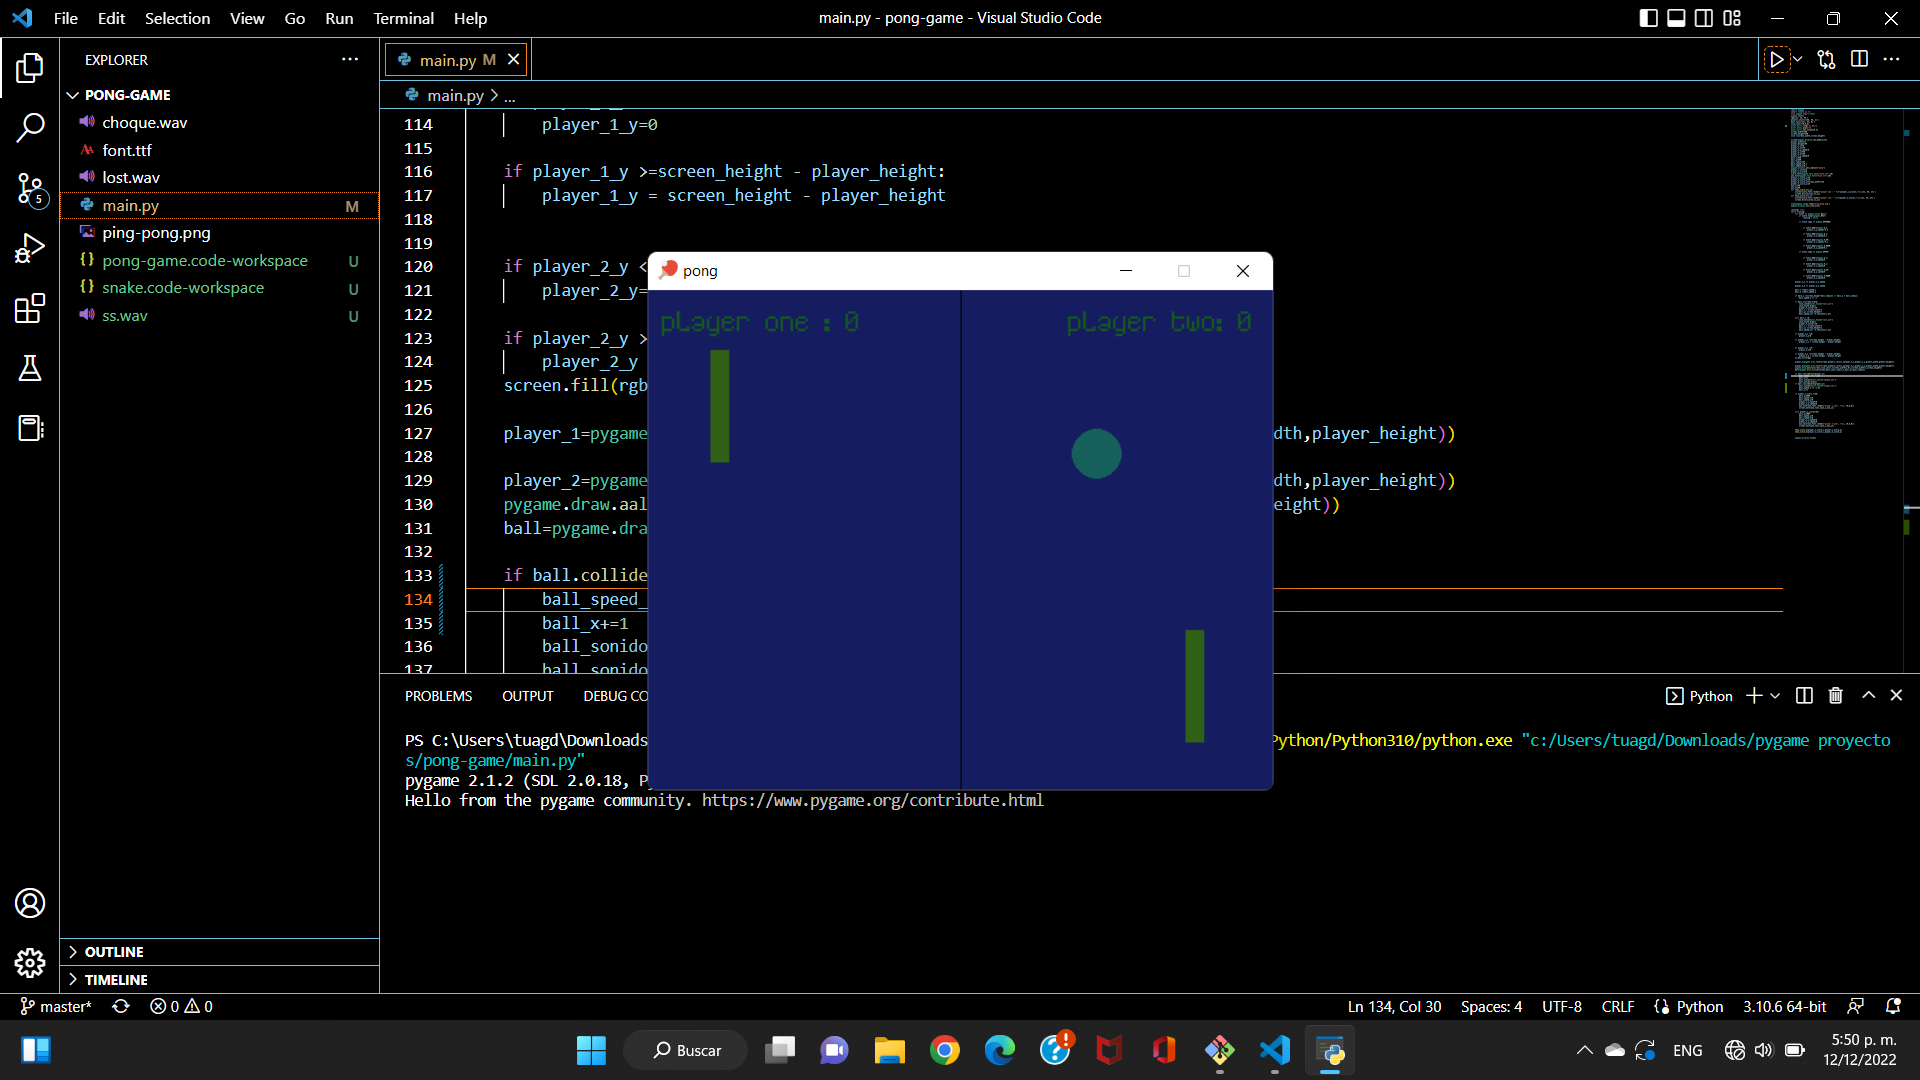 File Edit Selection View Go Run Terminal Help
main.py - pong-game - Visual Studio Code
EXPLORER
PONG-GAME
choque.wav
font.ttf
lost.wav
main.py M
ping-pong.png
pong-game.code-workspace U
snake.code-workspace U
ss.wav U
5
OUTLINE
TIMELINE
main.py M
main.py > ...
114 player_1_y=0
115
116 if player_1_y >=screen_height - player_height:
117 player_1_y = screen_height - player_height
118
119
120 if player_2_y <
121 player_2_y=
122
123 if player_2_y >
124 player_2_y
125 screen.fill(rgb
126
127 player_1=pygame dth,player_height))
128
129 player_2=pygame dth,player_height))
130 pygame.draw.aal eight))
131 ball=pygame.dra
132
133 if ball.collide
134 ball_speed_
135 ball_x+=1
136 ball_sonido
137 ball_sonido
pong
player one : 0
player two: 0
PROBLEMS OUTPUT DEBUG CO
Python
PS C:\Users\tuagd\Downloads Python/Python310/python.exe "c:/Users/tuagd/Downloads/pygame proyecto
s/pong-game/main.py"
pygame 2.1.2 (SDL 2.0.18, P
Hello from the pygame community. https://www.pygame.org/contribute.html
master* 0 0
Ln 134, Col 30 Spaces: 4 UTF-8 CRLF Python 3.10.6 64-bit
Buscar
ENG
5:50 p. m.
12/12/2022